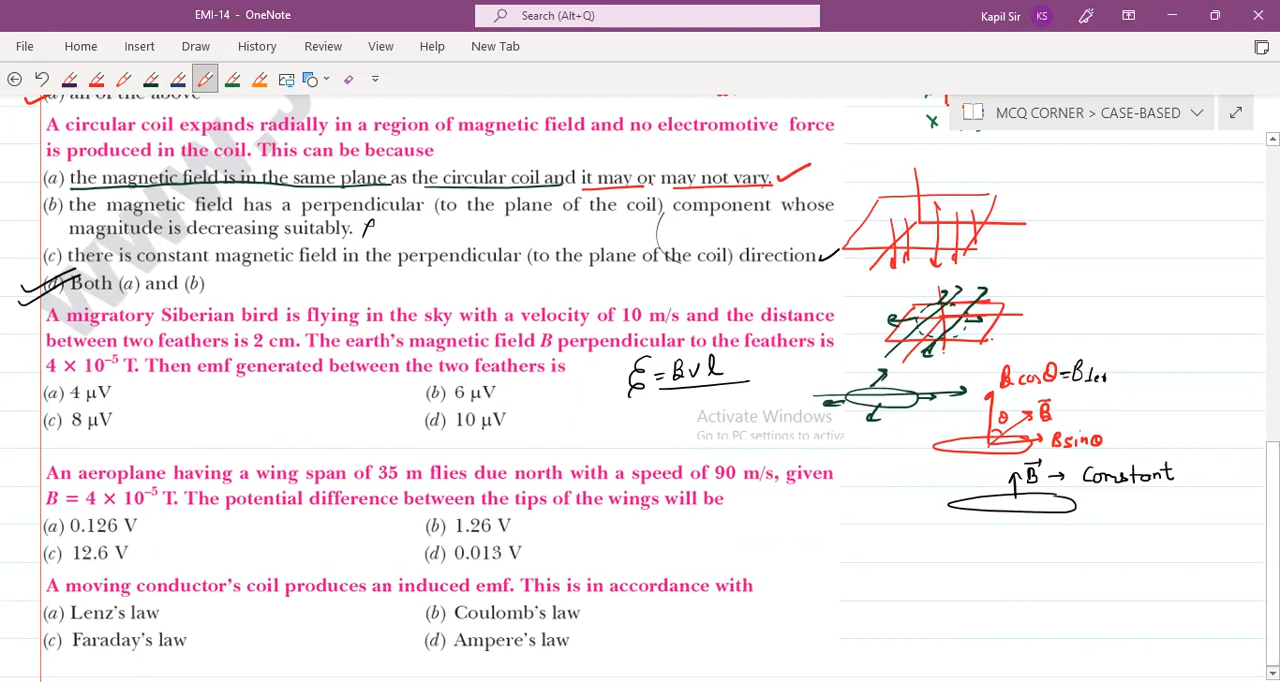 EMI-14 - OneNote
Search (Alt+Q)
Kapil Sir
KS
File
Home
Insert
Draw
History
Review
View
Help
New Tab
MCQ CORNER > CASE-BASED
A circular coil expands radially in a region of magnetic field and no electromotive force
is produced in the coil. This can be because
(a) the magnetic field is in the same plane as the circular coil and it may or may not vary.
(b) the magnetic field has a perpendicular (to the plane of the coil) component whose
magnitude is decreasing suitably.
(c) there is constant magnetic field in the perpendicular (to the plane of the coil) direction
(d) Both (a) and (b)
A migratory Siberian bird is flying in the sky with a velocity of 10 m/s and the distance
between two feathers is 2 cm. The earth's magnetic field B perpendicular to the feathers is
4 × 10⁻⁵ T. Then emf generated between the two feathers is
ℰ = Bvl
(a) 4 μV
(b) 6 μV
(c) 8 μV
(d) 10 μV
B cosθ = B⊥er
θ
B⃗
B sinθ
B⃗ → Constant
Activate Windows
Go to PC settings to activa
An aeroplane having a wing span of 35 m flies due north with a speed of 90 m/s, given
B = 4 × 10⁻⁵ T. The potential difference between the tips of the wings will be
(a) 0.126 V
(b) 1.26 V
(c) 12.6 V
(d) 0.013 V
A moving conductor's coil produces an induced emf. This is in accordance with
(a) Lenz's law
(b) Coulomb's law
(c) Faraday's law
(d) Ampere's law